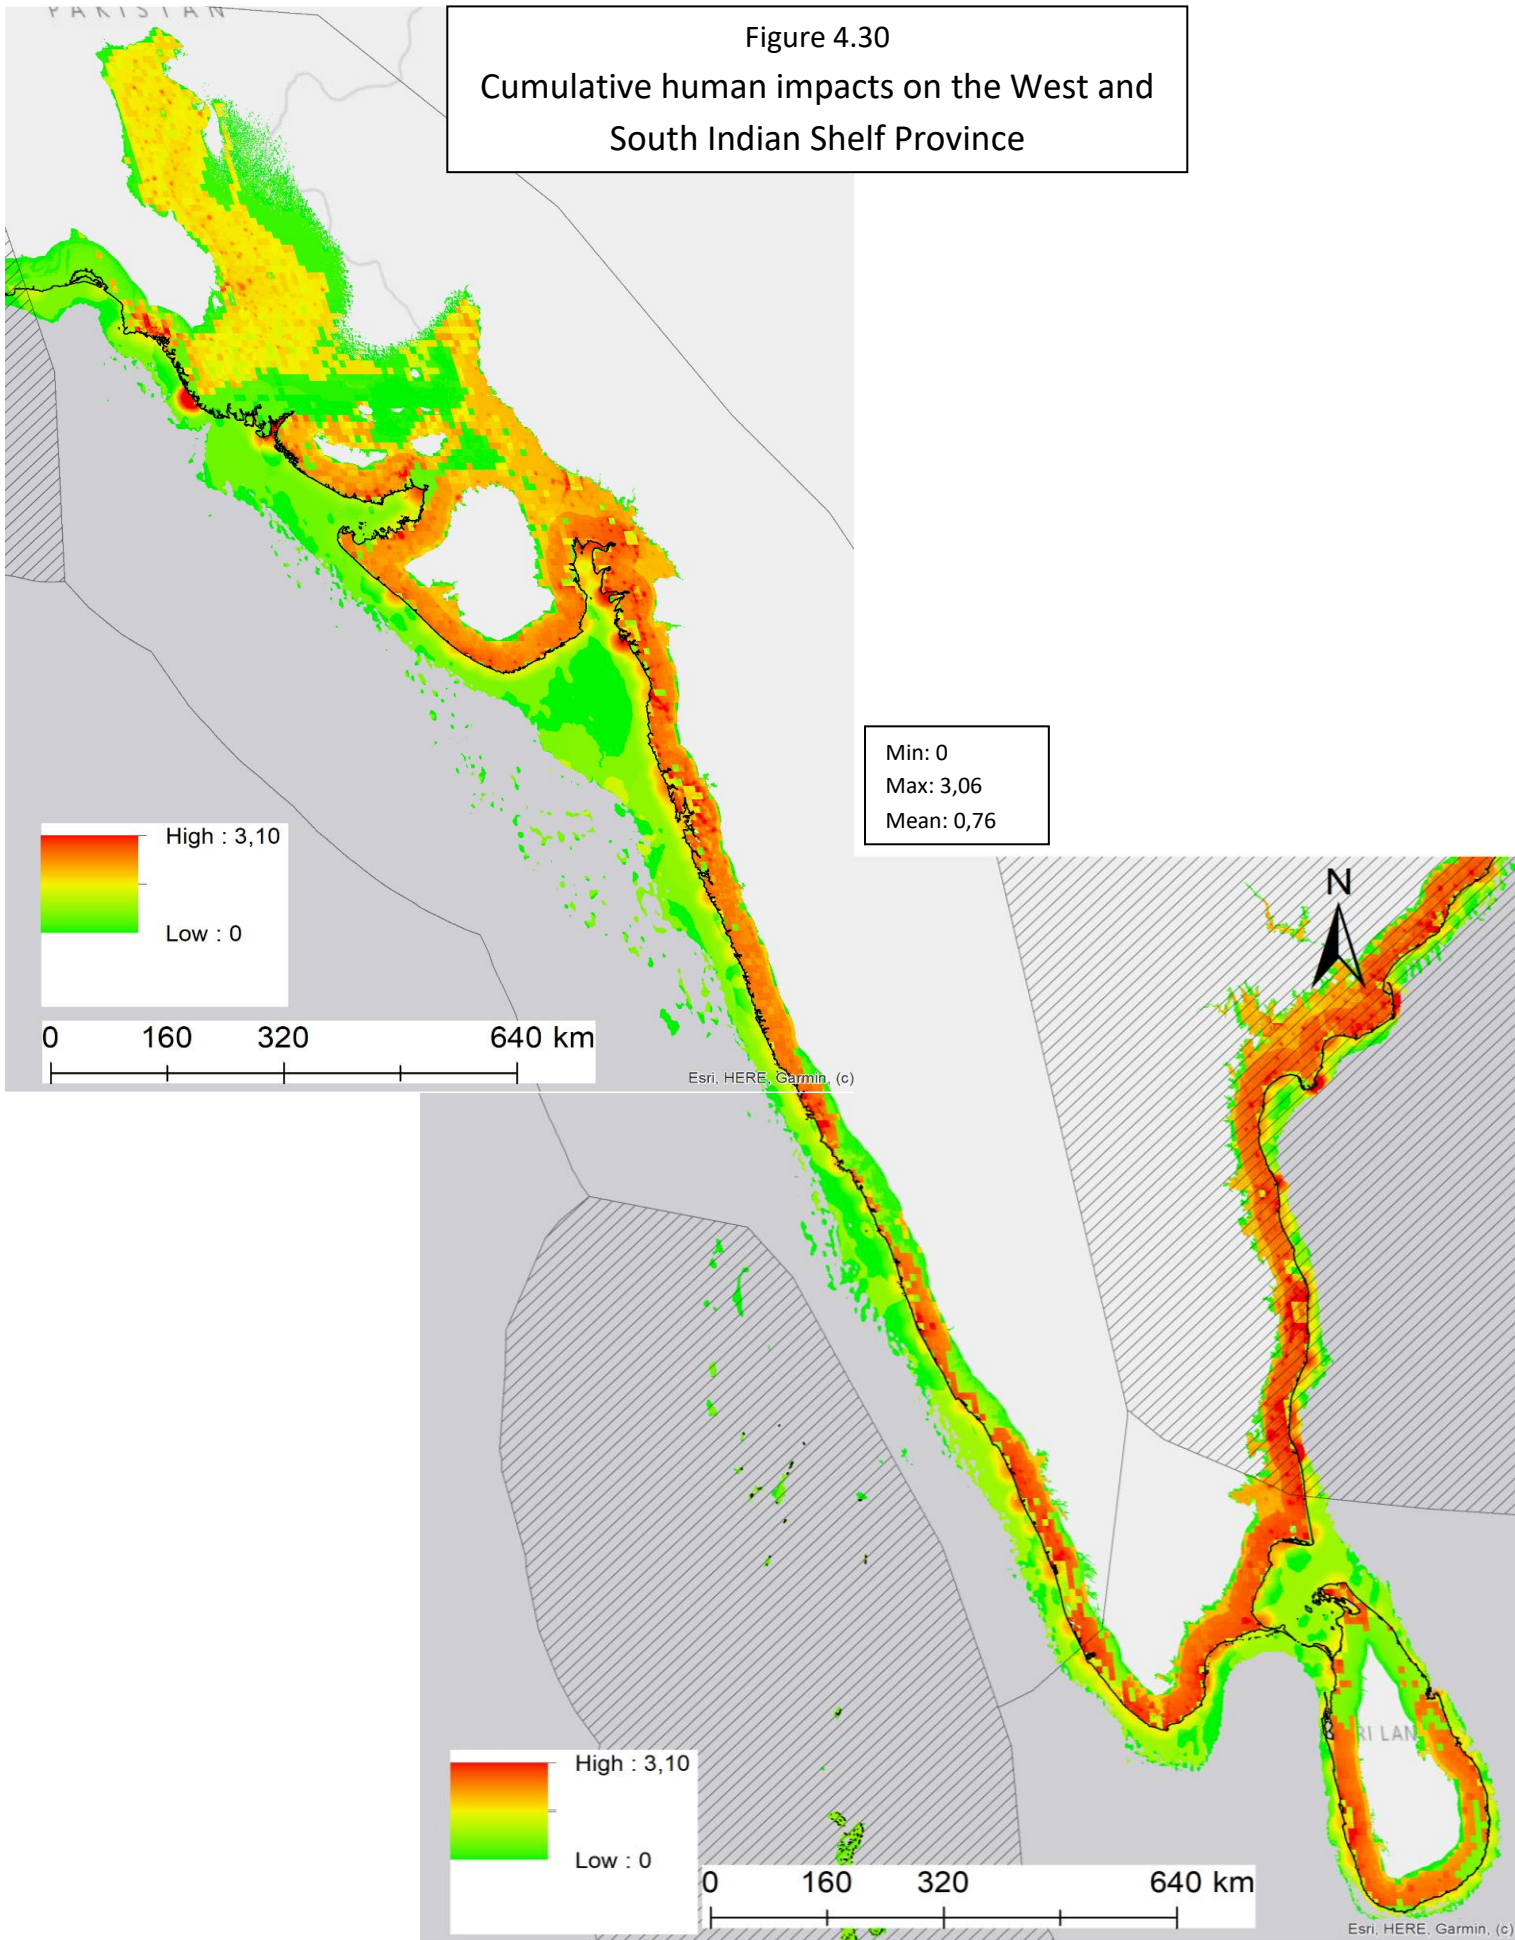 PAKISTAN
Figure 4.30
Cumulative human impacts on the West and
South Indian Shelf Province
Min: 0
Max: 3,06
Mean: 0,76
High : 3,10
Low : 0
0 160 320 640 km
Esri, HERE, Garmin, (c)
N
RI LAN
High : 3,10
Low : 0
0 160 320 640 km
Esri, HERE, Garmin, (c)